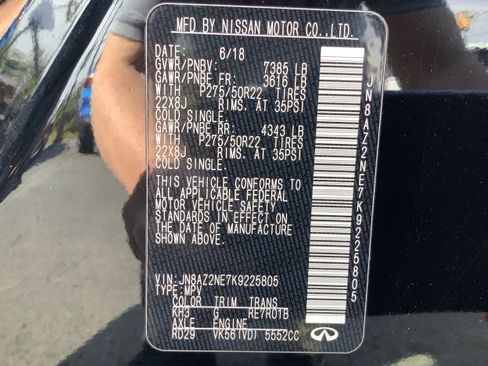 MFD BY NISSAN MOTOR CO.,LTD.
DATE: 6/18
GVWR/PNBV: 7385 LB
GAWR/PNBE FR: 3616 LB
WITH P275/50R22 TIRES
22X8J RIMS. AT 35PSI
COLD SINGLE.
GAWR/PNBE RR: 4343 LB
WITH P275/50R22 TIRES
22X8J RIMS. AT 35PSI
COLD SINGLE.
THIS VEHICLE CONFORMS TO
ALL APPLICABLE FEDERAL
MOTOR VEHICLE SAFETY
STANDARDS IN EFFECT ON
THE DATE OF MANUFACTURE
SHOWN ABOVE.
VIN:JN8AZ2NE7K9225805
TYPE:MPV
COLOR TRIM TRANS
KH3 G RE7R01B
AXLE ENGINE
RD29 VK56(VD) 5552CC
JN8AZ2NE7K9225805